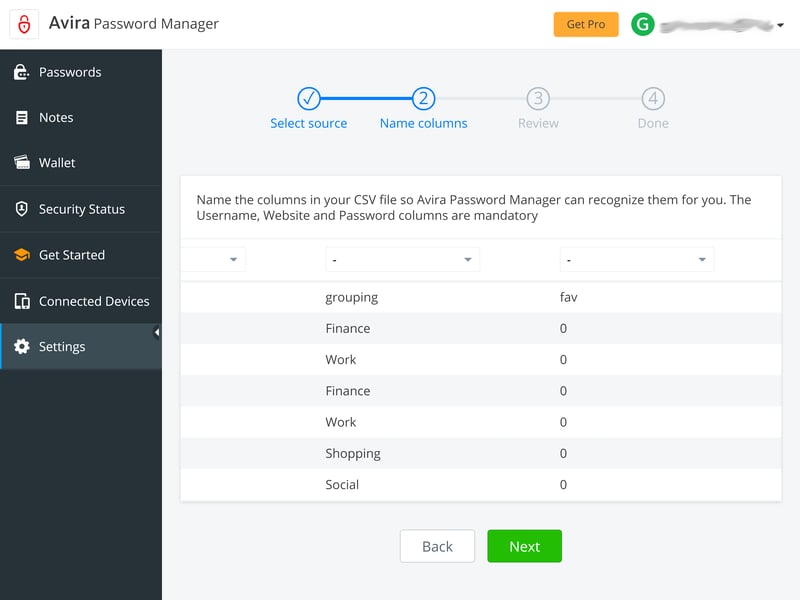 Avira Password Manager
Get Pro
G
Passwords
Notes
Wallet
Security Status
Get Started
Connected Devices
Settings
2 3 4
Select source Name columns Review Done
Name the columns in your CSV file so Avira Password Manager can recognize them for you. The
Username, Website and Password columns are mandatory
- -
grouping fav
Finance 0
Work 0
Finance 0
Work 0
Shopping 0
Social 0
Back Next